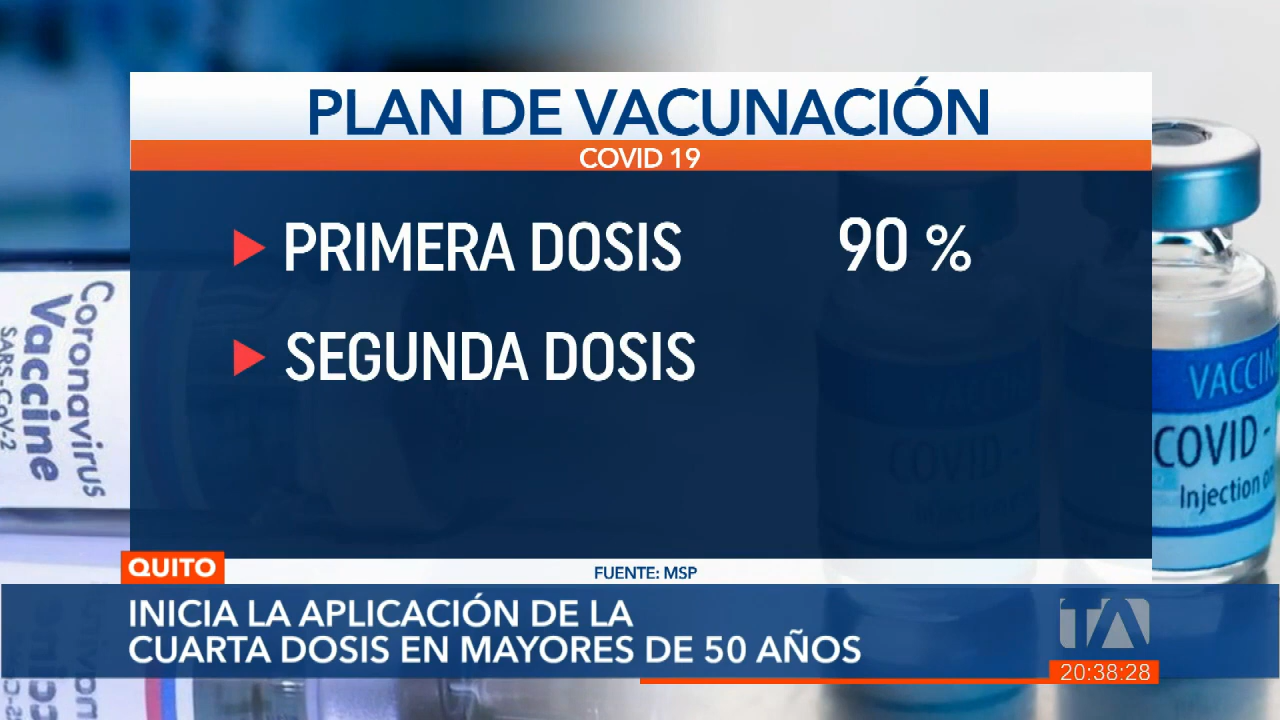 PLAN DE VACUNACIÓN
COVID 19
PRIMERA DOSIS 90 %
SEGUNDA DOSIS
Coronavirus
Vaccine
SARS-CoV-2
VACCIN
COVID -
Injection
QUITO
FUENTE: MSP
INICIA LA APLICACIÓN DE LA
CUARTA DOSIS EN MAYORES DE 50 AÑOS
TA
20:38:28